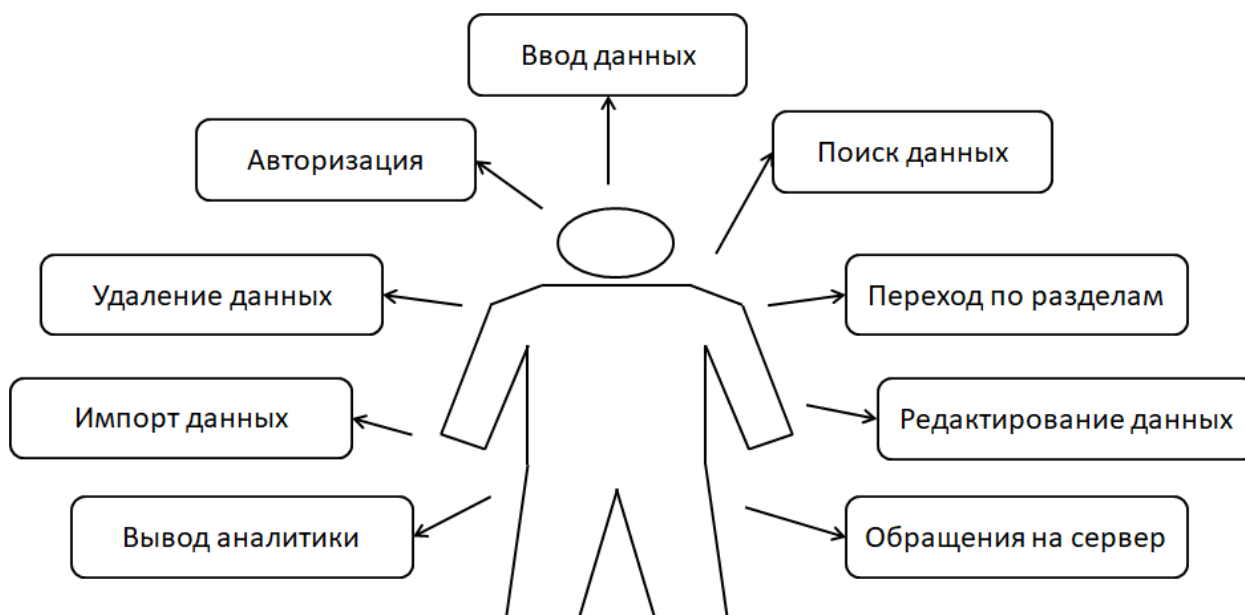 Ввод данных
Авторизация
Поиск данных
Удаление данных
Переход по разделам
Импорт данных
Редактирование данных
Вывод аналитики
Обращения на сервер